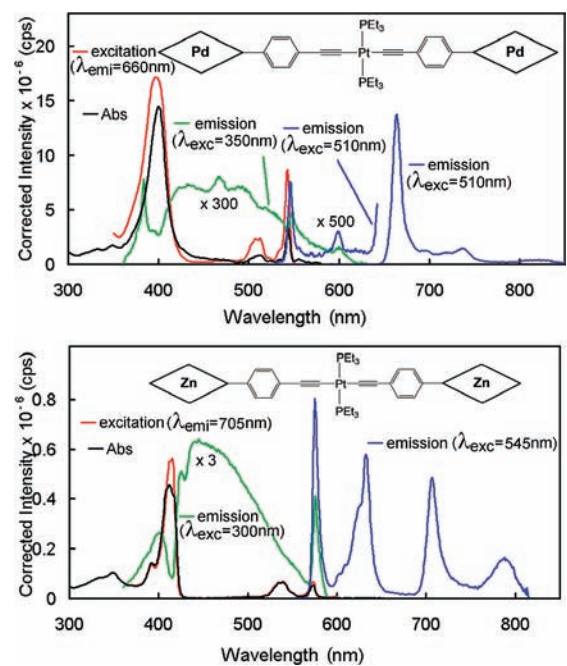 PEt3
Pd
Pt
Pd
PEt3
excitation
(λemi=660nm)
Abs
emission
(λexc=350nm)
emission
(λexc=510nm)
emission
(λexc=510nm)
x 300
x 500
Corrected Intensity x 10-6 (cps)
20
15
10
5
0
300 400 500 600 700 800
Wavelength (nm)
PEt3
Zn
Pt
Zn
PEt3
excitation (λemi=705nm)
Abs
emission (λexc=545nm)
x 3
emission
(λexc=300nm)
Corrected Intensity x 10-6 (cps)
0.8
0.6
0.4
0.2
0
300 400 500 600 700 800
Wavelength (nm)